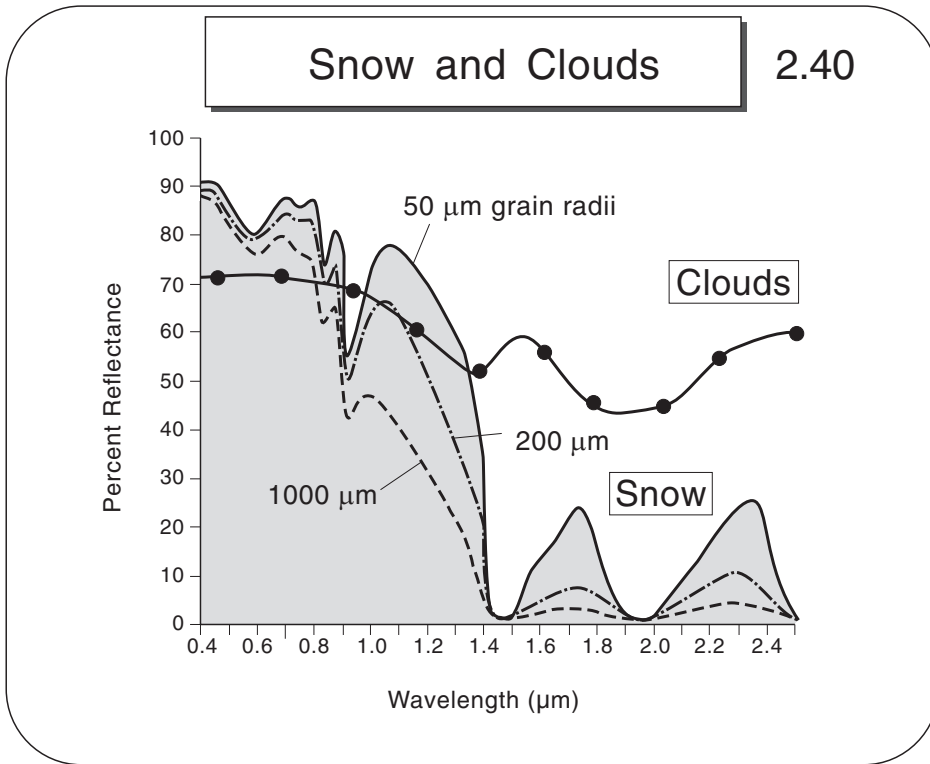 Snow and Clouds
2.40
Percent Reflectance
100
90
80
70
60
50
40
30
20
10
0
50 μm grain radii
Clouds
200 μm
1000 μm
Snow
0.4 0.6 0.8 1.0 1.2 1.4 1.6 1.8 2.0 2.2 2.4
Wavelength (μm)